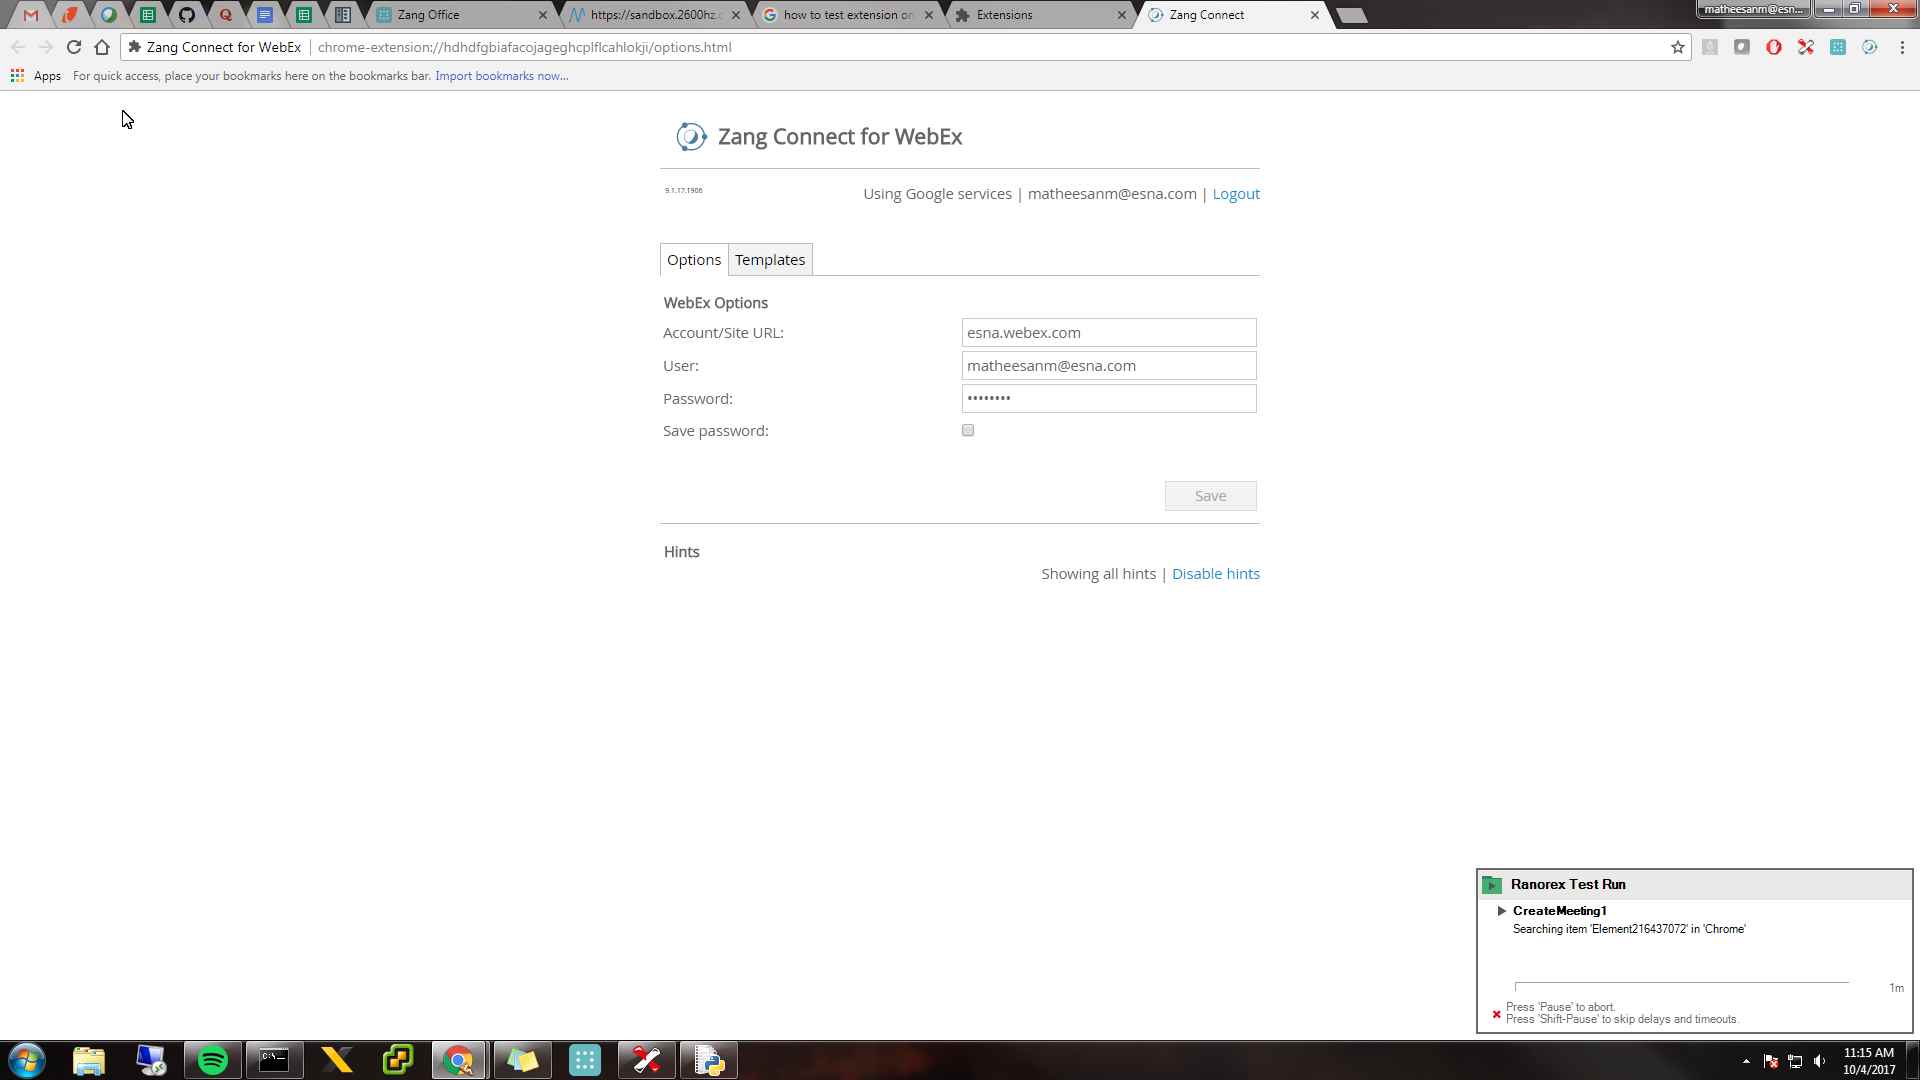 Zang Office
https://sandbox.2600hz.c
how to test extension on
Extensions
Zang Connect
matheesanm@esn...
Zang Connect for WebEx
chrome-extension://hdhdfgbiafacojageghcplflcahlokji/options.html
Apps
For quick access, place your bookmarks here on the bookmarks bar. Import bookmarks now...
Zang Connect for WebEx
9.1.17.1906
Using Google services | matheesanm@esna.com | Logout
Options
Templates
WebEx Options
Account/Site URL:
esna.webex.com
User:
matheesanm@esna.com
Password:
••••••••
Save password:
Save
Hints
Showing all hints | Disable hints
Ranorex Test Run
CreateMeeting1
Searching item 'Element216437072' in 'Chrome'
1m
Press 'Pause' to abort.
Press 'Shift-Pause' to skip delays and timeouts.
C:\._
11:15 AM
10/4/2017